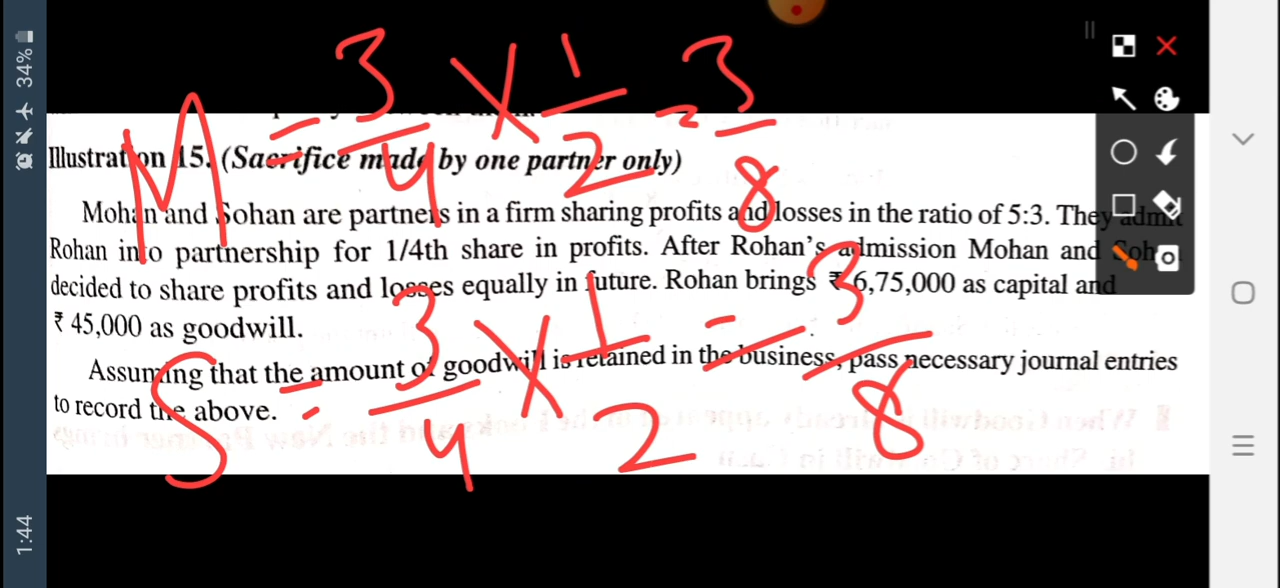 M = 3/4 × 1/2 = 3/8
Illustration 15. (Sacrifice made by one partner only)
Mohan and Sohan are partners in a firm sharing profits and losses in the ratio of 5:3. They admit
Rohan into partnership for 1/4th share in profits. After Rohan's admission Mohan and Soh
decided to share profits and losses equally in future. Rohan brings ₹ 6,75,000 as capital and
₹ 45,000 as goodwill.
S = 3/4 × 1/2 = 3/8
Assuming that the amount of goodwill is retained in the business, pass necessary journal entries
to record the above.
34%
1:44